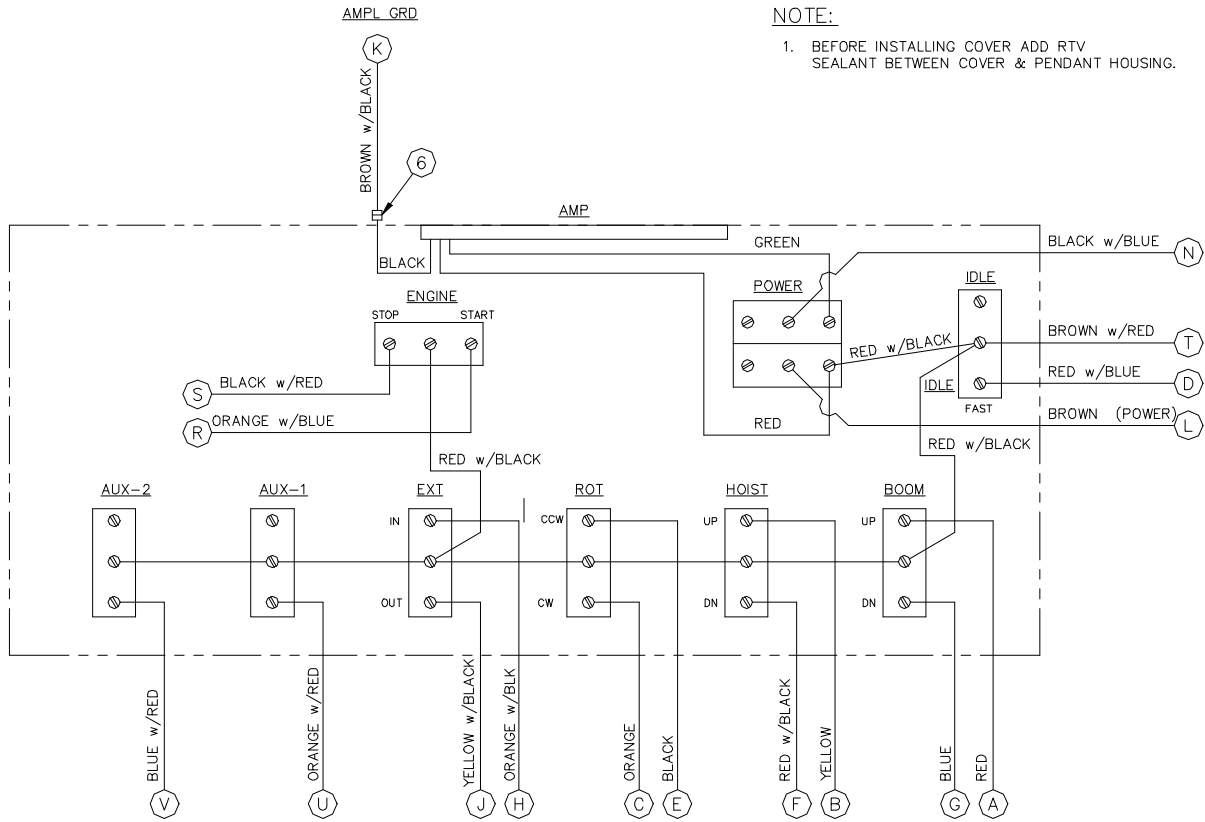 AMPL GRD
NOTE:
K
1. BEFORE INSTALLING COVER ADD RTV
SEALANT BETWEEN COVER & PENDANT HOUSING.
BROWN w/BLACK
6
AMP
GREEN
BLACK w/BLUE
N
BLACK
POWER
IDLE
ENGINE
STOP
START
RED w/BLACK
BROWN w/RED
T
BLACK w/RED
S
RED w/BLUE
D
IDLE
FAST
ORANGE w/BLUE
R
RED
BROWN (POWER)
L
RED w/BLACK
RED w/BLACK
AUX-2
AUX-1
EXT
ROT
HOIST
BOOM
IN
CCW
UP
UP
OUT
CW
DN
DN
BLUE w/RED
ORANGE w/RED
YELLOW w/BLACK
ORANGE w/BLK
ORANGE
BLACK
RED w/BLACK
YELLOW
BLUE
RED
V
U
J
H
C
E
F
B
G
A